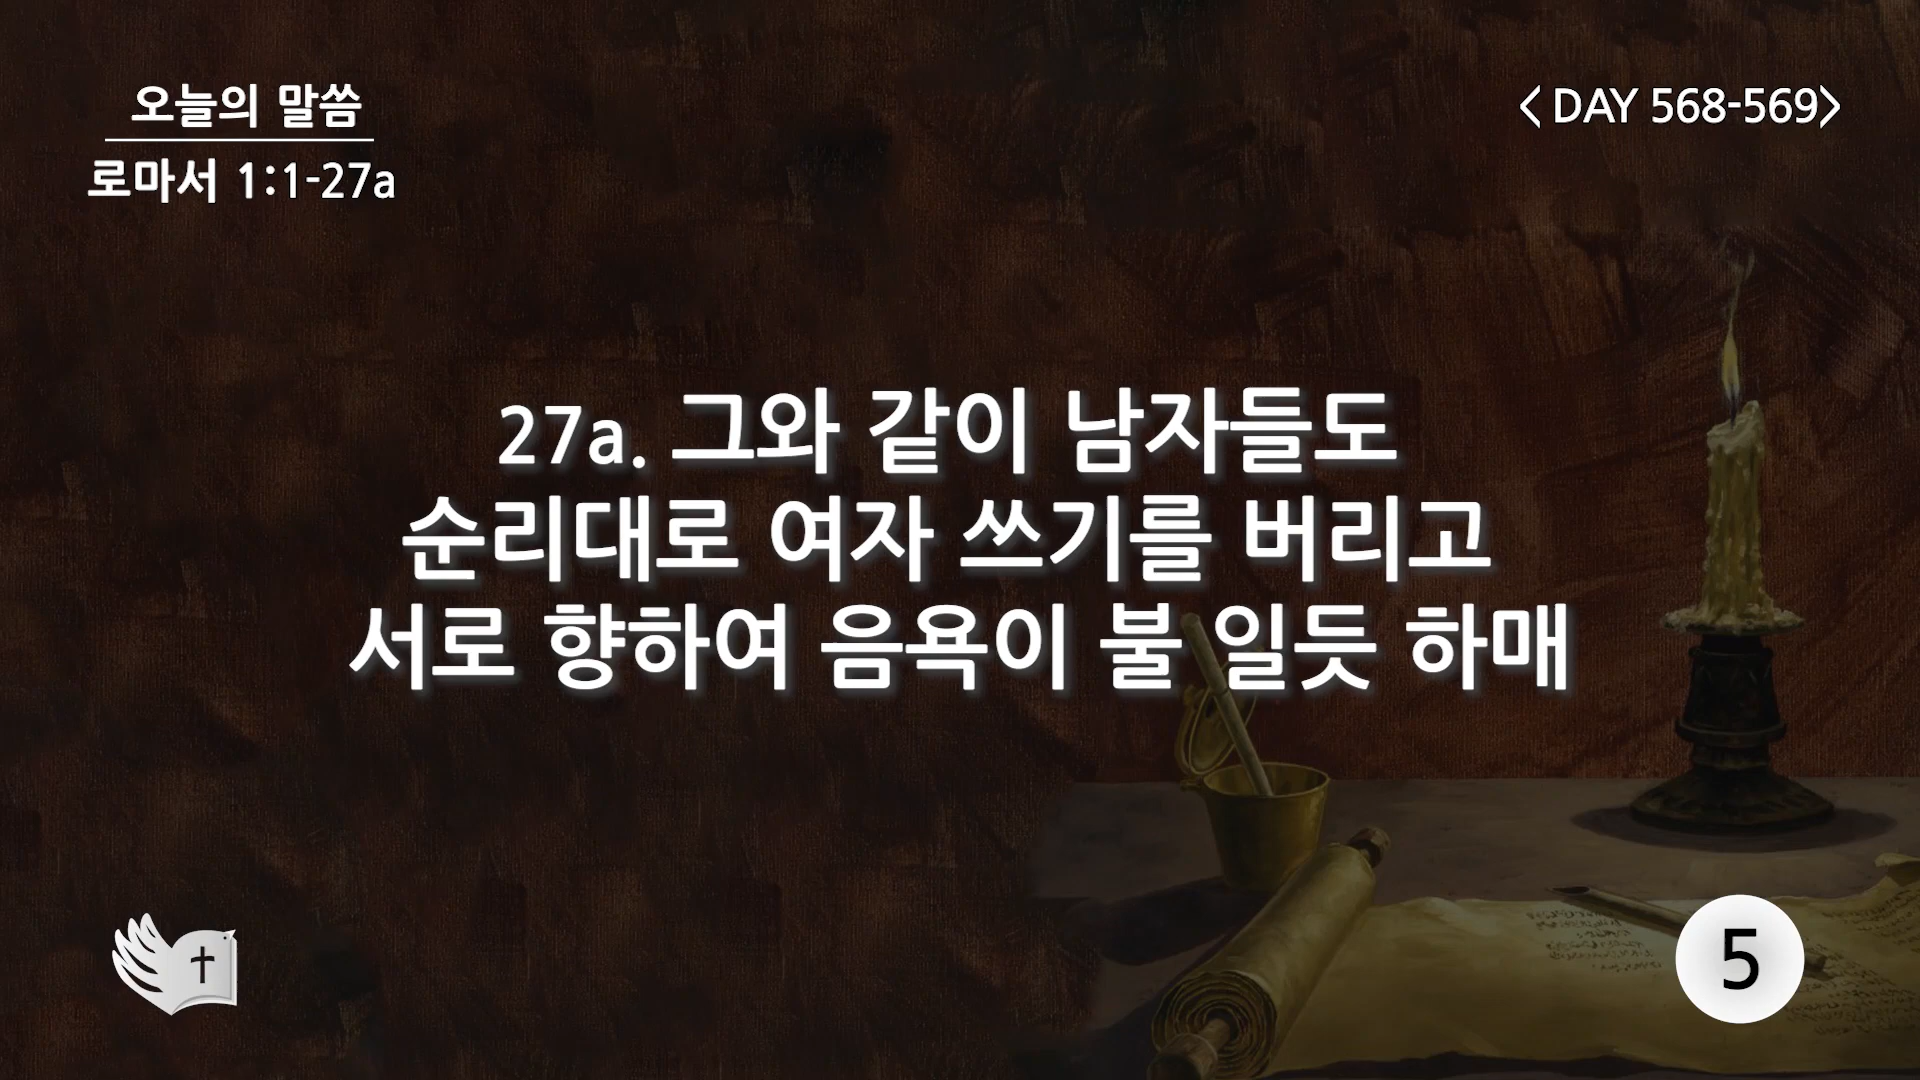 오늘의 말씀
로마서 1:1-27a
< DAY 568-569>
27a. 그와 같이 남자들도
순리대로 여자 쓰기를 버리고
서로 향하여 음욕이 불 일듯 하매
5